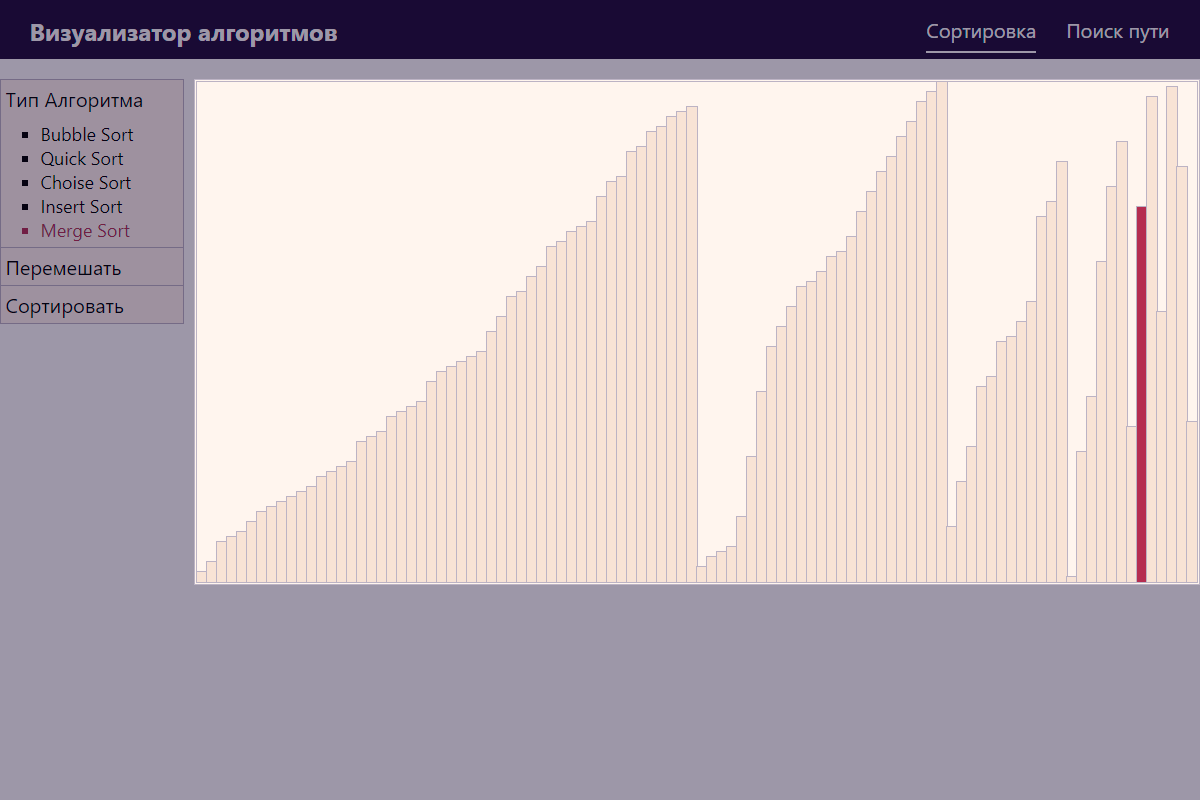 Визуализатор алгоритмов
Сортировка
Поиск пути
Тип Алгоритма
Bubble Sort
Quick Sort
Choise Sort
Insert Sort
Merge Sort
Перемешать
Сортировать